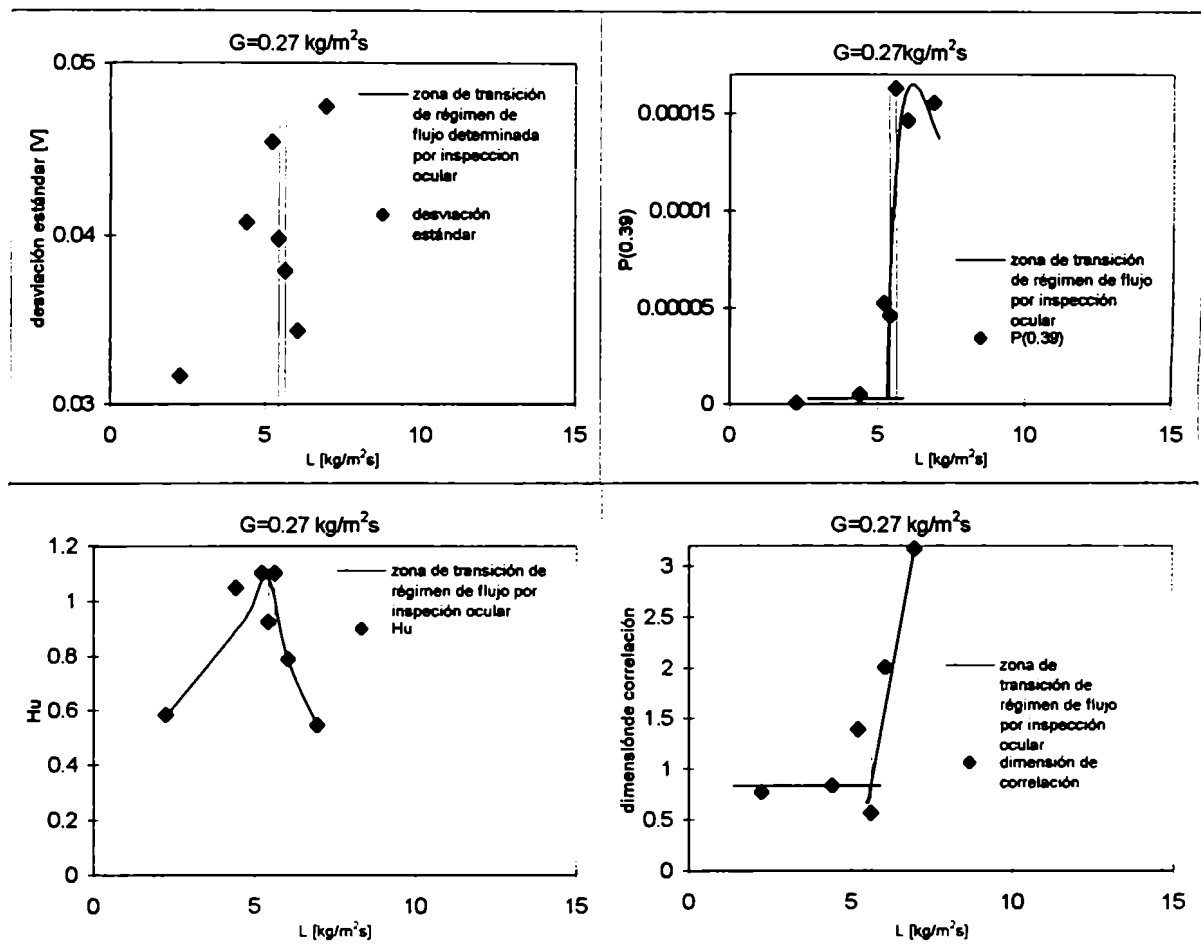 G=0.27 kg/m²s
0.05
0.04
0.03
desviación estándar [V]
zona de transición
de régimen de
flujo determinada
por inspeccion
ocular
desviación
estándar
0
5
10
15
L [kg/m²s]
G=0.27kg/m²s
0.00015
0.0001
0.00005
0
P(0.39)
zona de transición
de régimen de flujo
por inspección
ocular
P(0.39)
0
5
10
15
L [kg/m²s]
G=0.27 kg/m²s
1.2
1
0.8
0.6
0.4
0.2
0
Hu
zona de transición de
régimen de flujo por
inspeción ocular
Hu
0
5
10
15
L [kg/m²s]
G=0.27 kg/m²s
3
2.5
2
1.5
1
0.5
0
dimensiónde correlación
zona de
transición de
régimen de flujo
por inspección
ocular
dimensión de
correlación
0
5
10
15
L [kg/m²s]